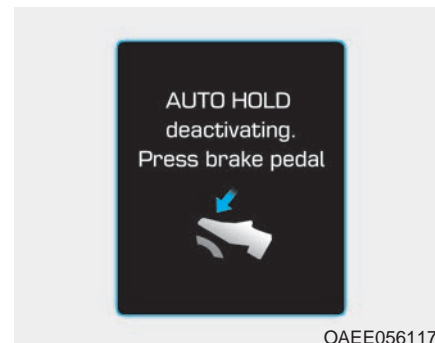 AUTO HOLD
deactivating.
Press brake pedal
OAEE056117